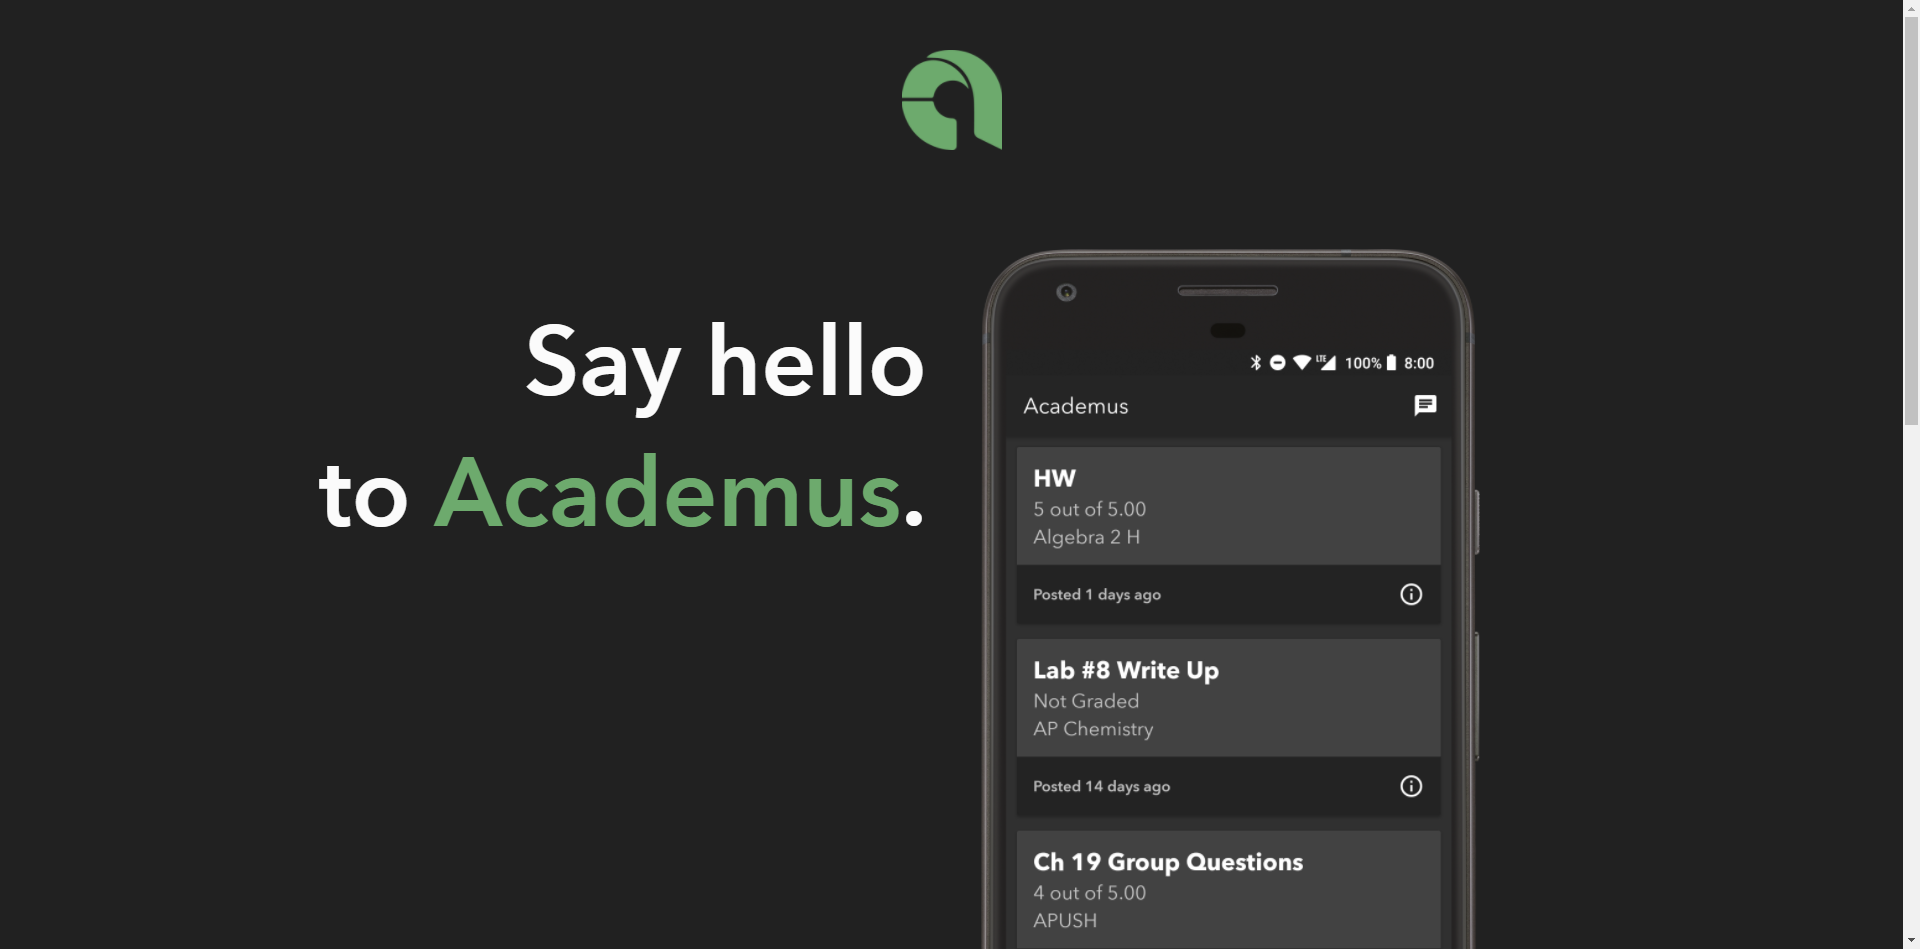 Say hello
to Academus.
LTE 100% 8:00
Academus
HW
5 out of 5.00
Algebra 2 H
Posted 1 days ago
Lab #8 Write Up
Not Graded
AP Chemistry
Posted 14 days ago
Ch 19 Group Questions
4 out of 5.00
APUSH